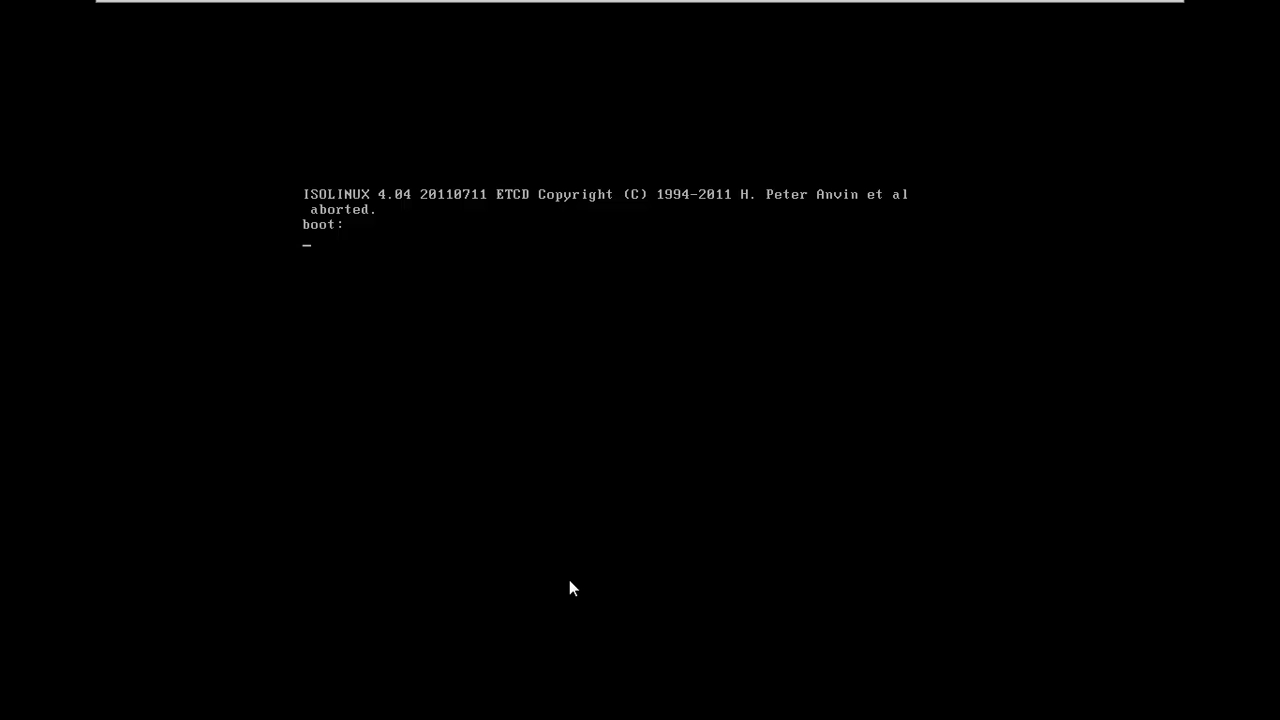 ISOLINUX 4.04 20110711 ETCD Copyright (C) 1994-2011 H. Peter Anvin et al
aborted.
boot:
_